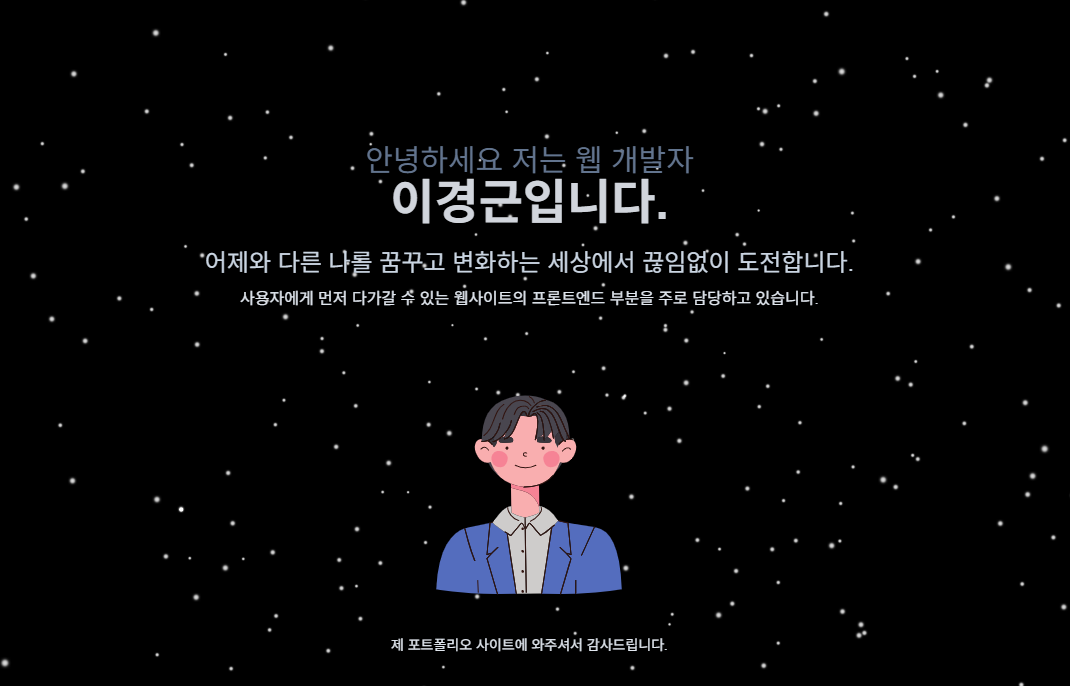 안녕하세요 저는 웹 개발자
이경근입니다.
어제와 다른 나를 꿈꾸고 변화하는 세상에서 끊임없이 도전합니다.
사용자에게 먼저 다가갈 수 있는 웹사이트의 프론트엔드 부분을 주로 담당하고 있습니다.
제 포트폴리오 사이트에 와주셔서 감사드립니다.